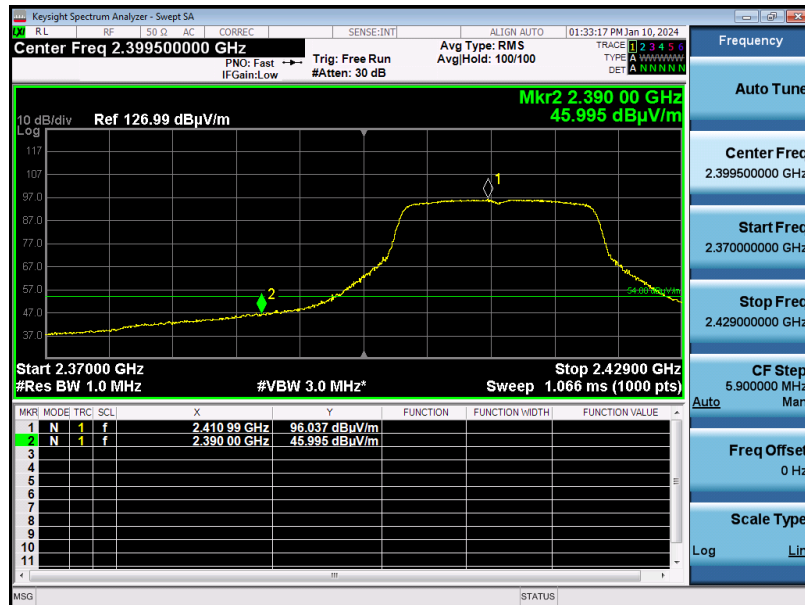 Keysight Spectrum Analyzer - Swept SA
LXI RL RF 50 Ω AC CORREC SENSE:INT ALIGN AUTO 01:33:17 PM Jan 10, 2024
Center Freq 2.399500000 GHz
PNO: Fast
IFGain:Low
Trig: Free Run
#Atten: 30 dB
Avg Type: RMS
Avg|Hold: 100/100
TRACE 1 2 3 4 5 6
TYPE A WWWWW
DET A N N N N N
Mkr2 2.390 00 GHz
45.995 dBµV/m
10 dB/div Ref 126.99 dBµV/m
Log
117
107
97.0
87.0
77.0
67.0
57.0
47.0
37.0
1
2
54.00 dBµV/m
Start 2.37000 GHz Stop 2.42900 GHz
#Res BW 1.0 MHz #VBW 3.0 MHz* Sweep 1.066 ms (1000 pts)
MKR MODE TRC SCL X Y FUNCTION FUNCTION WIDTH FUNCTION VALUE
1 N 1 f 2.410 99 GHz 96.037 dBµV/m
2 N 1 f 2.390 00 GHz 45.995 dBµV/m
3
4
5
6
7
8
9
10
11
MSG STATUS
Frequency
Auto Tune
Center Freq
2.399500000 GHz
Start Freq
2.370000000 GHz
Stop Freq
2.429000000 GHz
CF Step
5.900000 MHz
Auto Man
Freq Offset
0 Hz
Scale Type
Log Lin